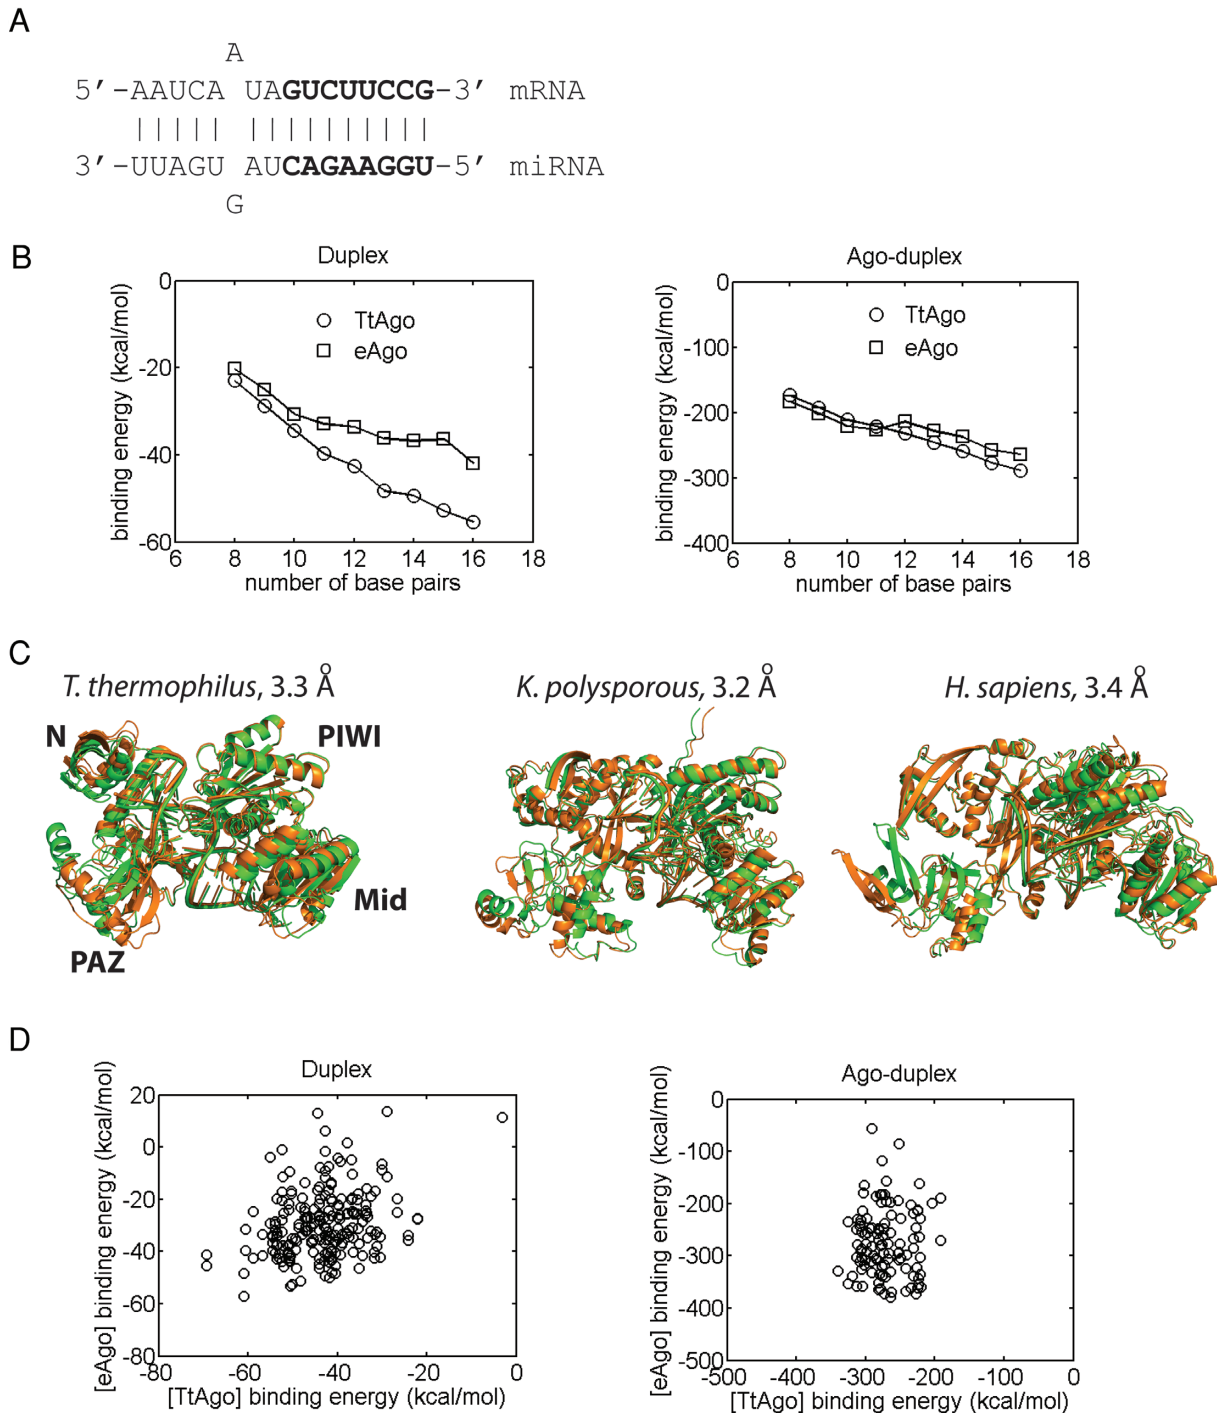 A
A
5’-AAUCA UAGUCUUCCG-3’ mRNA
||||| ||||||||||
3’-UUAGU AUCAGAAGGU-5’ miRNA
G
B
Duplex
binding energy (kcal/mol)
0
-20
-40
-60
TtAgo
eAgo
6 8 10 12 14 16 18
number of base pairs
Ago-duplex
binding energy (kcal/mol)
0
-100
-200
-300
-400
TtAgo
eAgo
6 8 10 12 14 16 18
number of base pairs
C
T. thermophilus, 3.3 Å
K. polysporous, 3.2 Å
H. sapiens, 3.4 Å
N
PIWI
Mid
PAZ
D
Duplex
[eAgo] binding energy (kcal/mol)
20
0
-20
-40
-60
-80
-80 -60 -40 -20 0
[TtAgo] binding energy (kcal/mol)
Ago-duplex
[eAgo] binding energy (kcal/mol)
0
-100
-200
-300
-400
-500
-500 -400 -300 -200 -100 0
[TtAgo] binding energy (kcal/mol)